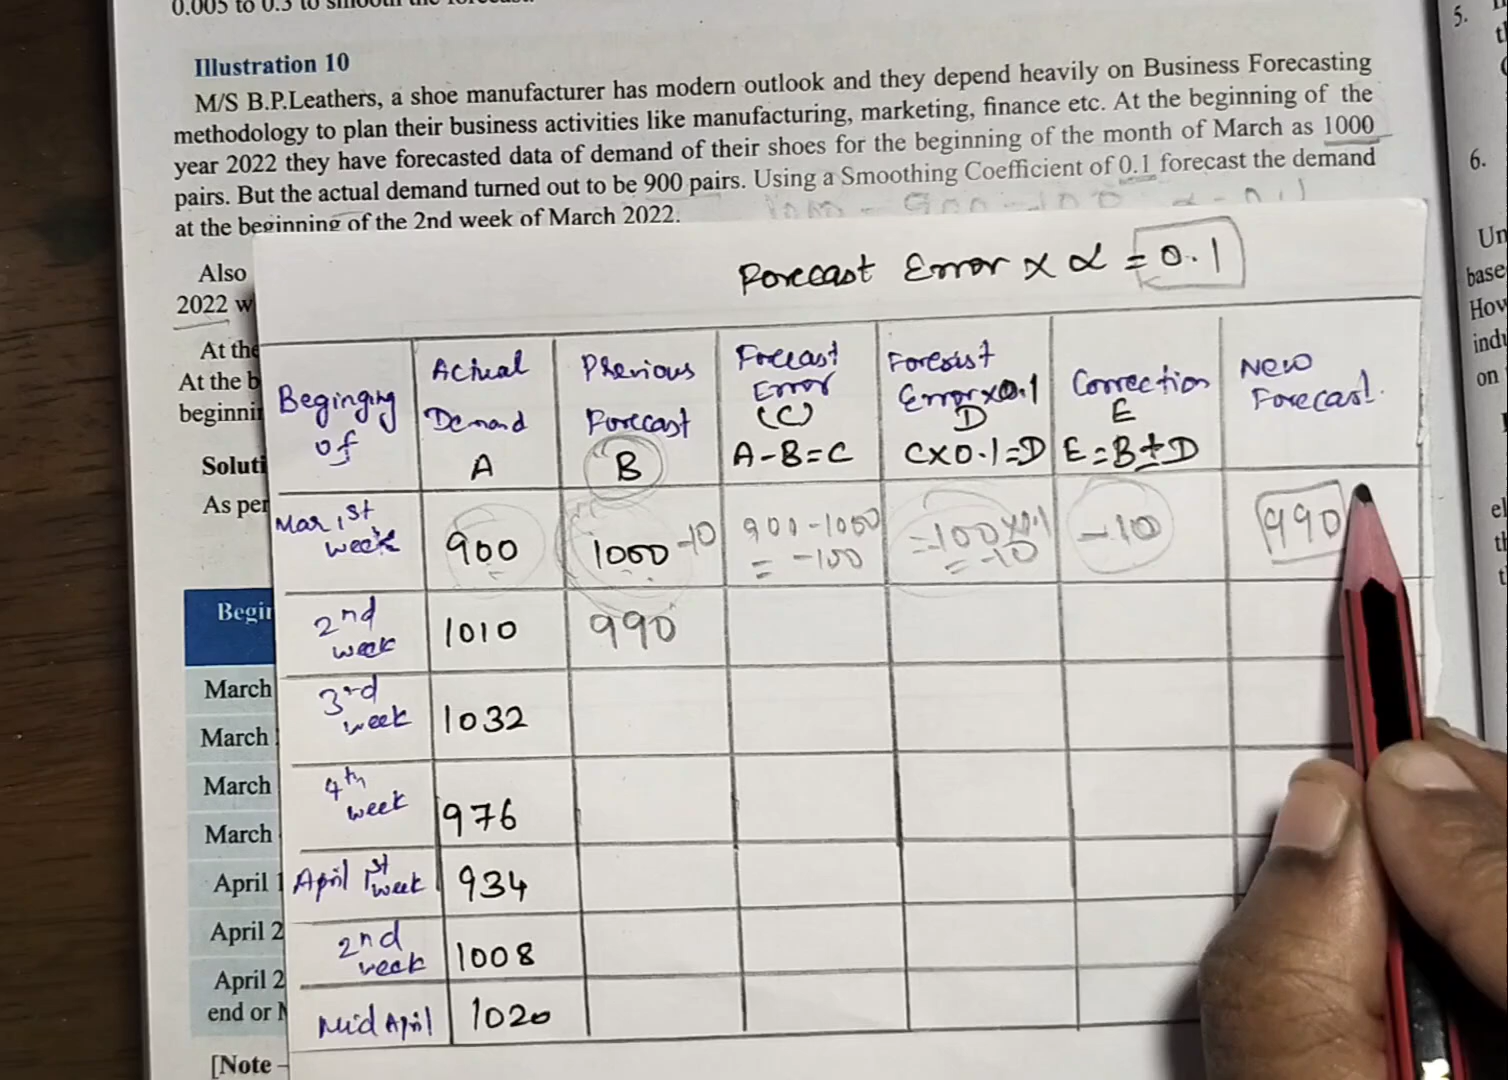 0.005 to 0.3 to smooth the forecast.
Illustration 10
M/S B.P.Leathers, a shoe manufacturer has modern outlook and they depend heavily on Business Forecasting
methodology to plan their business activities like manufacturing, marketing, finance etc. At the beginning of the
year 2022 they have forecasted data of demand of their shoes for the beginning of the month of March as 1000
pairs. But the actual demand turned out to be 900 pairs. Using a Smoothing Coefficient of 0.1 forecast the demand
at the beginning of the 2nd week of March 2022.
Also
2022 w
At the
At the b
beginni
Soluti
As per
Begin
March
March
March
March
April 1
April 2
April 2
end or M
[Note –
Forecast Error × α = 0.1
Beginging of
Actual Demand A
Previous Forecast B
Forecast Error (C) A-B=C
Foresist Error×0.1 D C×0.1=D
Correction E E=B±D
New Forecast.
Mar 1st week 900 1000 -10 900-1000 = -100 =-100×0.1 = -10 -10 990
2nd week 1010 990
3rd week 1032
4th week 976
April 1st week 934
2nd week 1008
Mid April 1020
5.
6.
Un
base
How
indu
on